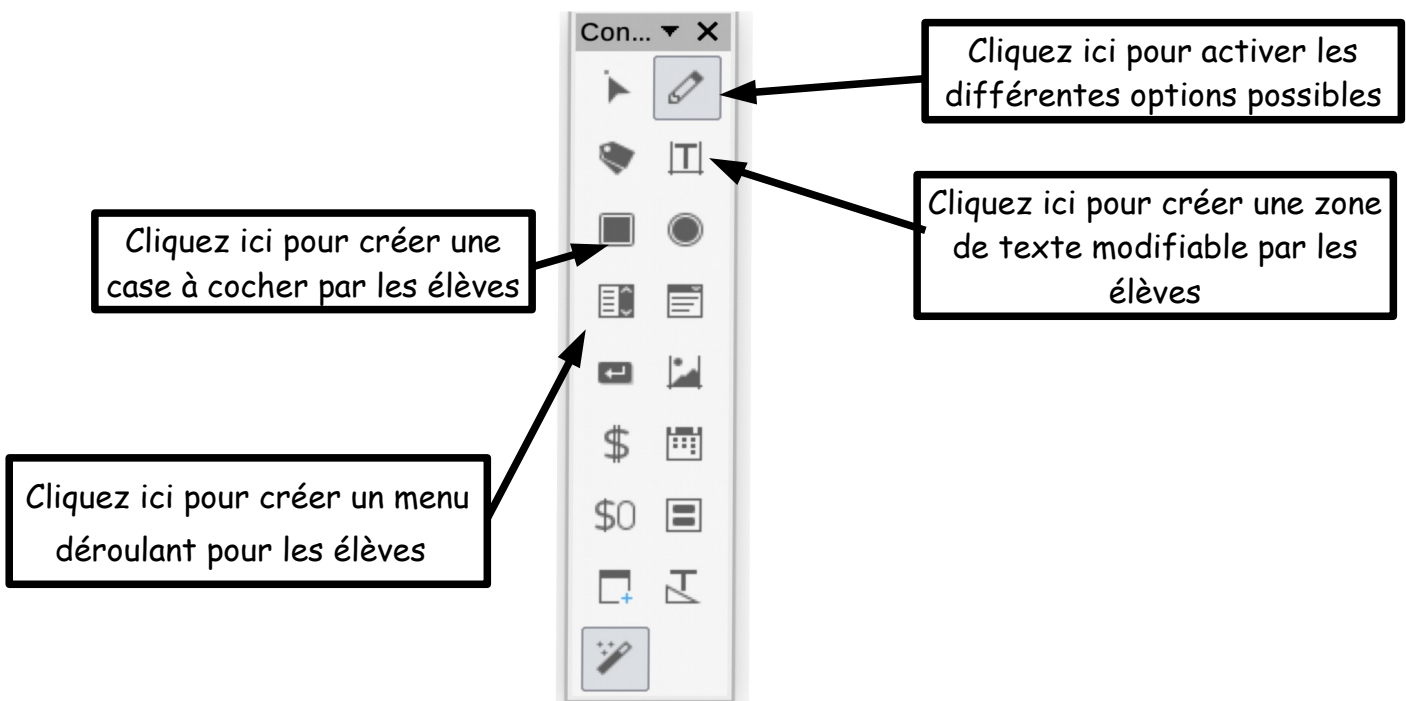 Con...
Cliquez ici pour activer les
différentes options possibles
Cliquez ici pour créer une zone
de texte modifiable par les
élèves
Cliquez ici pour créer une
case à cocher par les élèves
Cliquez ici pour créer un menu
déroulant pour les élèves
T
$
$0
T